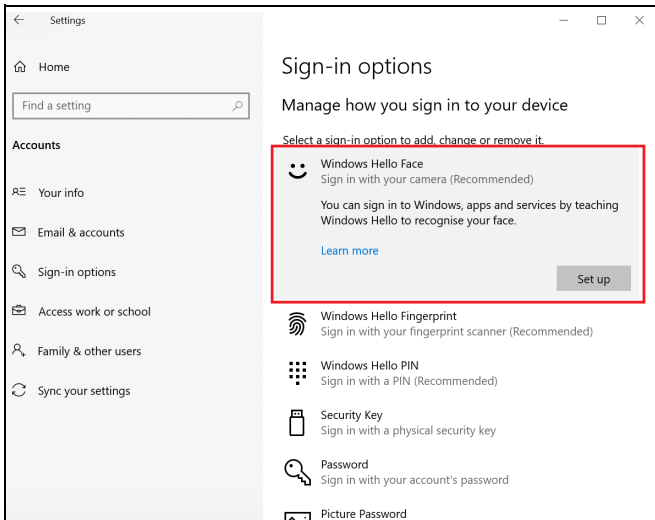 Settings
Home
Find a setting
Accounts
Your info
Email & accounts
Sign-in options
Access work or school
Family & other users
Sync your settings
Sign-in options
Manage how you sign in to your device
Select a sign-in option to add, change or remove it.
Windows Hello Face
Sign in with your camera (Recommended)
You can sign in to Windows, apps and services by teaching
Windows Hello to recognise your face.
Learn more
Set up
Windows Hello Fingerprint
Sign in with your fingerprint scanner (Recommended)
Windows Hello PIN
Sign in with a PIN (Recommended)
Security Key
Sign in with a physical security key
Password
Sign in with your account's password
Picture Password